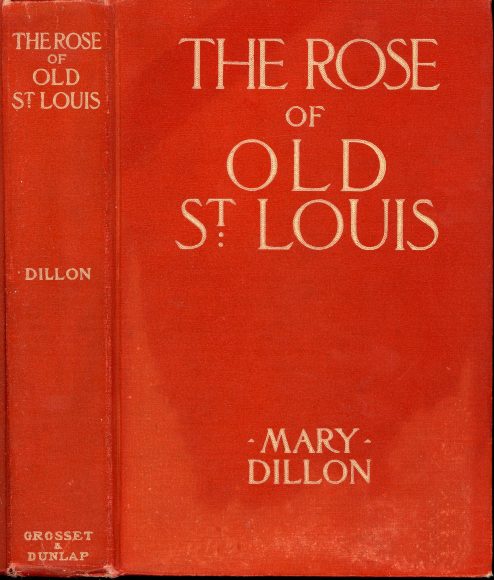 THE ROSE
OF
OLD
ST. LOUIS
DILLON
GROSSET
&
DUNLAP
THE ROSE
OF
OLD
ST. LOUIS
- MARY -
DILLON